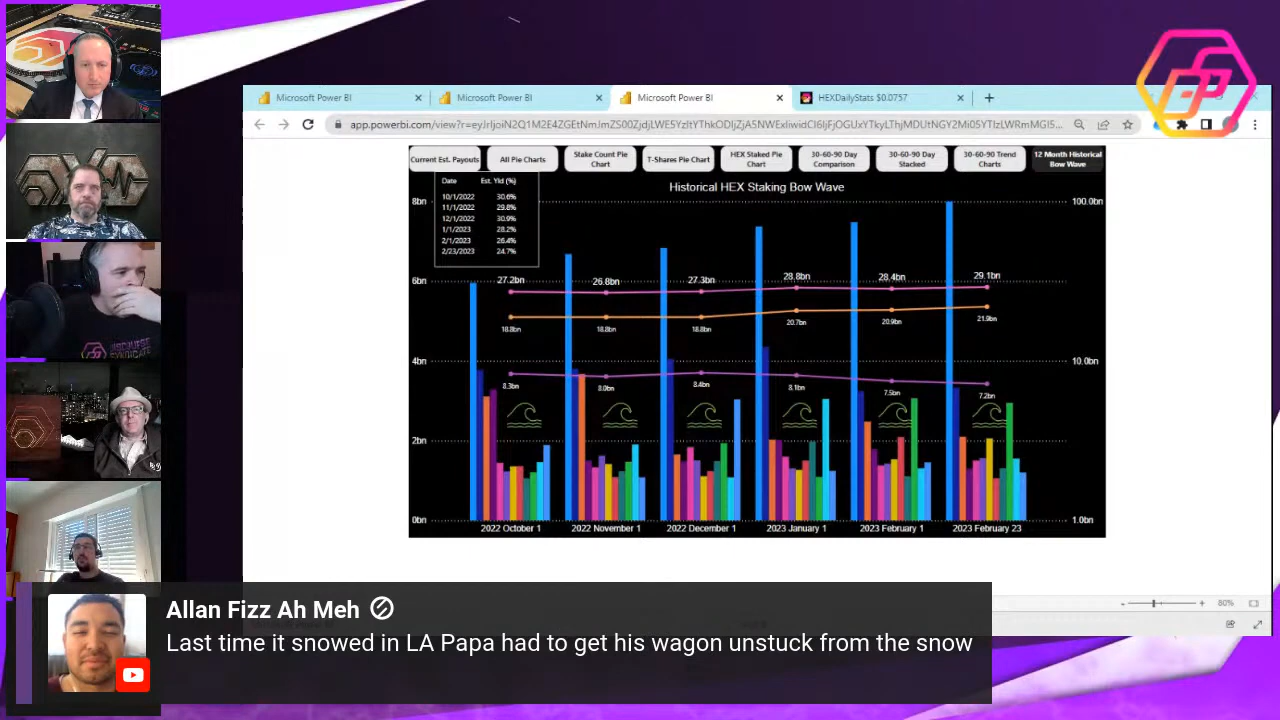 Microsoft Power BI
Microsoft Power BI
Microsoft Power BI
HEXDailyStats $0.0757
Current Est. Payouts
All Pie Charts
Stake Count Pie
Chart
T-Shares Pie Chart
HEX Staked Pie
Chart
30-60-90 Day
Comparison
30-60-90 Day
Stacked
30-60-90 Trend
Charts
12 Month Historical
Bow Wave
Historical HEX Staking Bow Wave
Date Est. Yld (%)
10/1/2022 30.6%
11/1/2022 29.8%
12/1/2022 30.9%
1/1/2023 28.2%
2/1/2023 26.4%
2/23/2023 24.7%
8bn
6bn
4bn
2bn
0bn
100.0bn
10.0bn
1.0bn
27.2bn 26.8bn 27.3bn 28.8bn 28.4bn 29.1bn
18.8bn 18.8bn 18.8bn 20.7bn 20.9bn 21.9bn
8.3bn 8.0bn 8.4bn 8.1bn 7.5bn 7.2bn
2022 October 1 2022 November 1 2022 December 1 2023 January 1 2023 February 1 2023 February 23
80%
DISCOURSE
SYNDICATE
Allan Fizz Ah Meh
Last time it snowed in LA Papa had to get his wagon unstuck from the snow